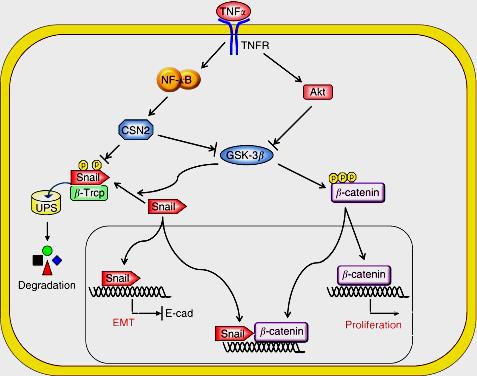 TNFα
TNFR
NF-κB
Akt
CSN2
GSK-3β
P P
Snail
β-Trcp
UPS
Degradation
P P P
β-catenin
Snail
Snail
EMT
E-cad
Snail
β-catenin
β-catenin
Proliferation